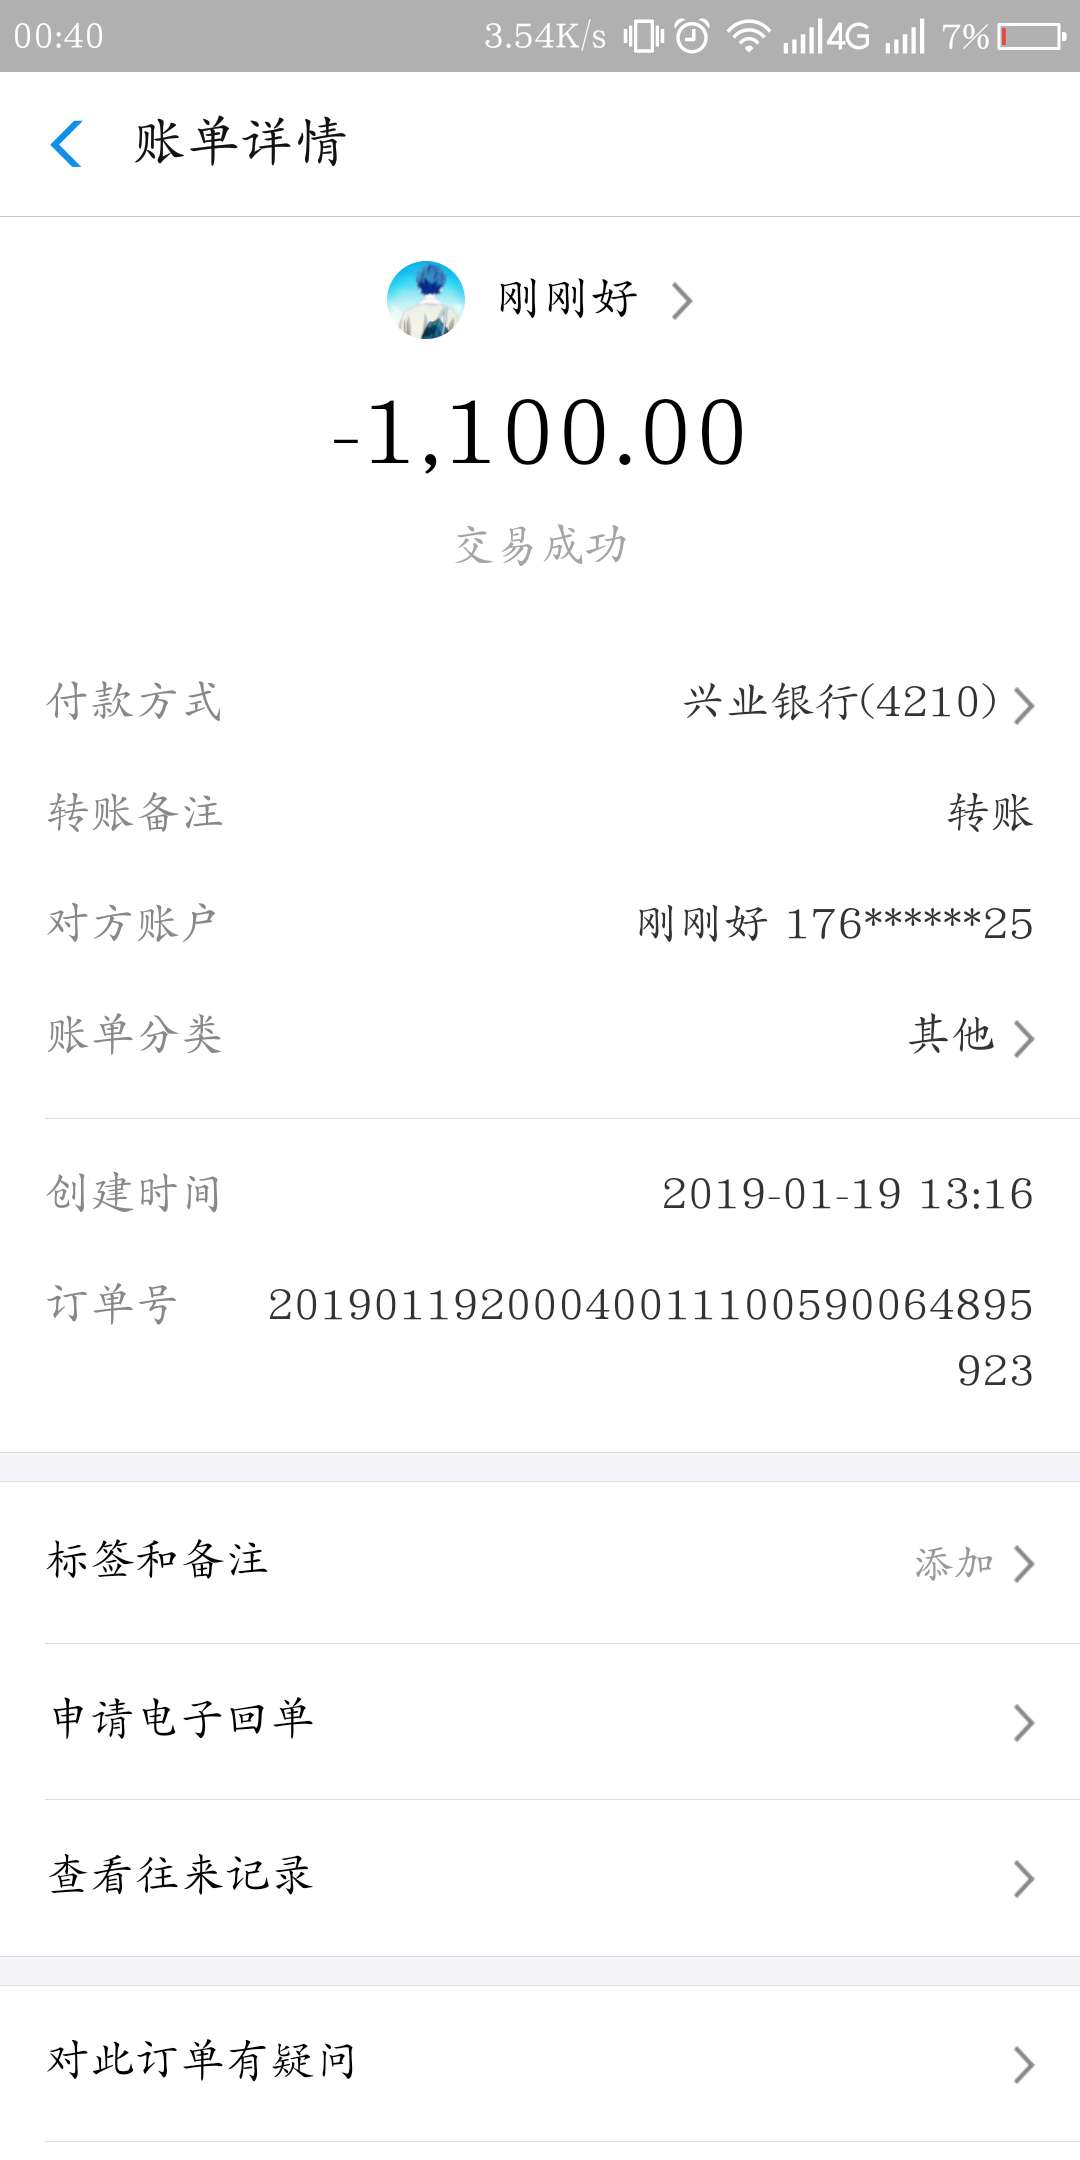 00:40 3.54K/s 4G 7%
账单详情
刚刚好
-1,100.00
交易成功
付款方式 兴业银行(4210)
转账备注 转账
对方账户 刚刚好 176******25
账单分类 其他
创建时间 2019-01-19 13:16
订单号 20190119200040011100590064895
923
标签和备注 添加
申请电子回单
查看往来记录
对此订单有疑问